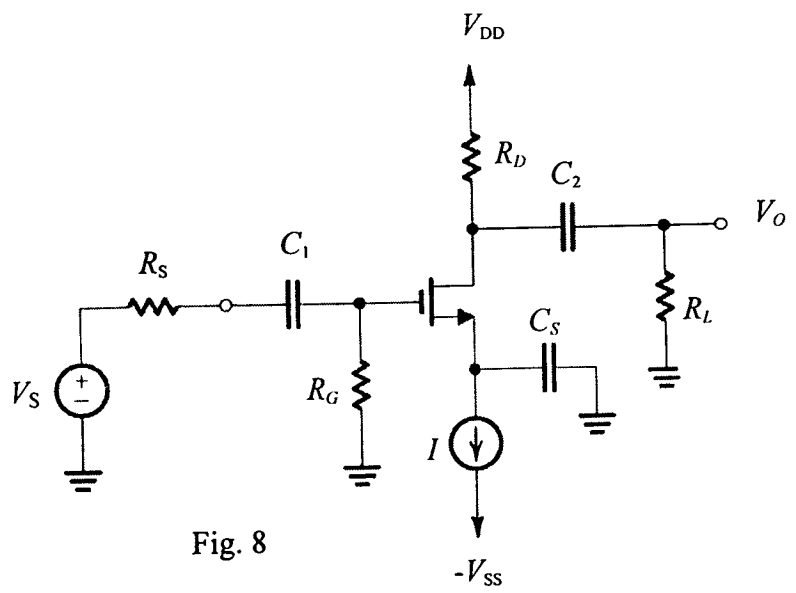 V_DD
R_D
C_2
V_O
C_1
R_S
R_L
C_S
V_S
+
−
R_G
I
Fig. 8
-V_SS